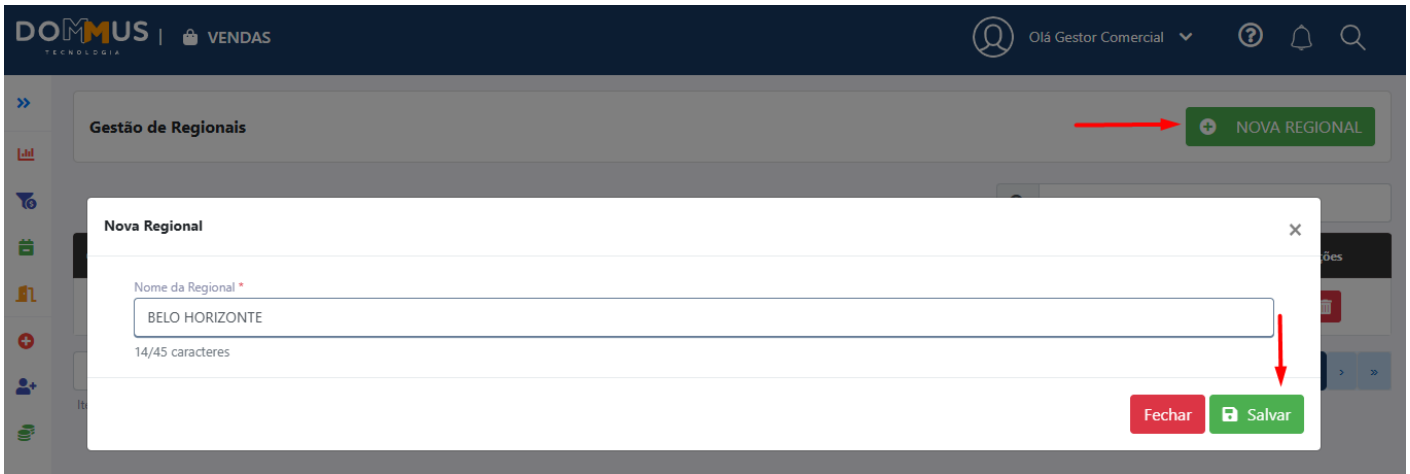 DOMMUS
TECNOLOGIA
VENDAS
Olá Gestor Comercial
Gestão de Regionais
NOVA REGIONAL
Nova Regional
×
ções
Nome da Regional *
BELO HORIZONTE
14/45 caracteres
› »
Ite
Fechar
Salvar